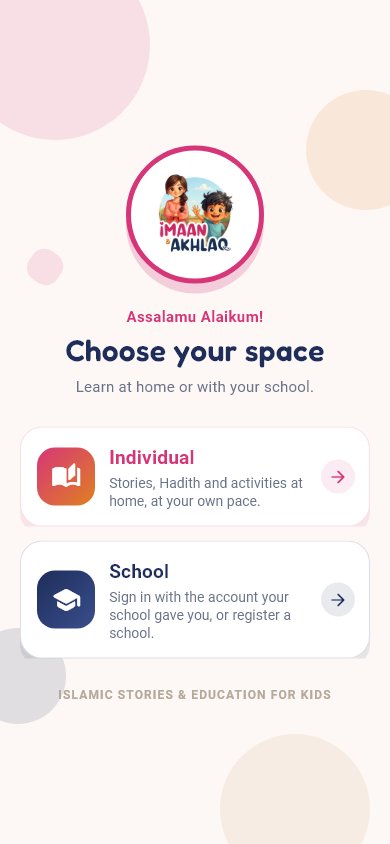 iMAAN
& AKHLAQ
Assalamu Alaikum!
Choose your space
Learn at home or with your school.
Individual
Stories, Hadith and activities at
home, at your own pace.
School
Sign in with the account your
school gave you, or register a
school.
ISLAMIC STORIES & EDUCATION FOR KIDS